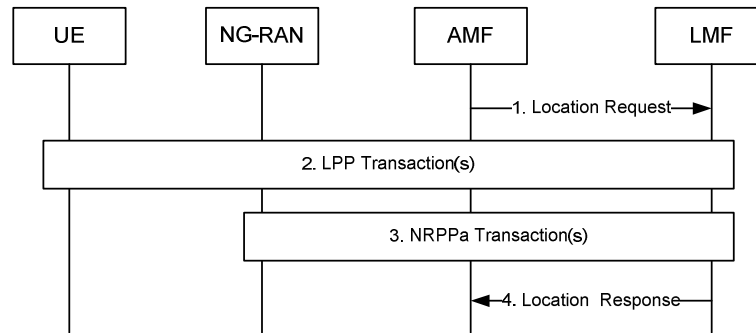 UE
NG-RAN
AMF
LMF
1. Location Request
2. LPP Transaction(s)
3. NRPPa Transaction(s)
4. Location Response